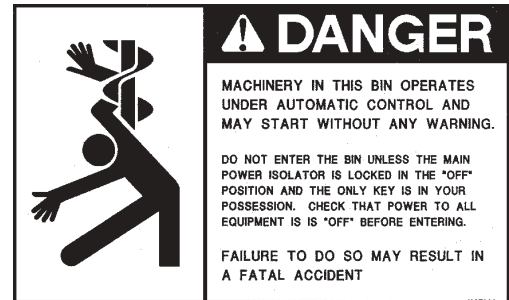 DANGER
MACHINERY IN THIS BIN OPERATES
UNDER AUTOMATIC CONTROL AND
MAY START WITHOUT ANY WARNING.
DO NOT ENTER THE BIN UNLESS THE MAIN
POWER ISOLATOR IS LOCKED IN THE "OFF"
POSITION AND THE ONLY KEY IS IN YOUR
POSSESSION. CHECK THAT POWER TO ALL
EQUIPMENT IS IS "OFF" BEFORE ENTERING.
FAILURE TO DO SO MAY RESULT IN
A FATAL ACCIDENT